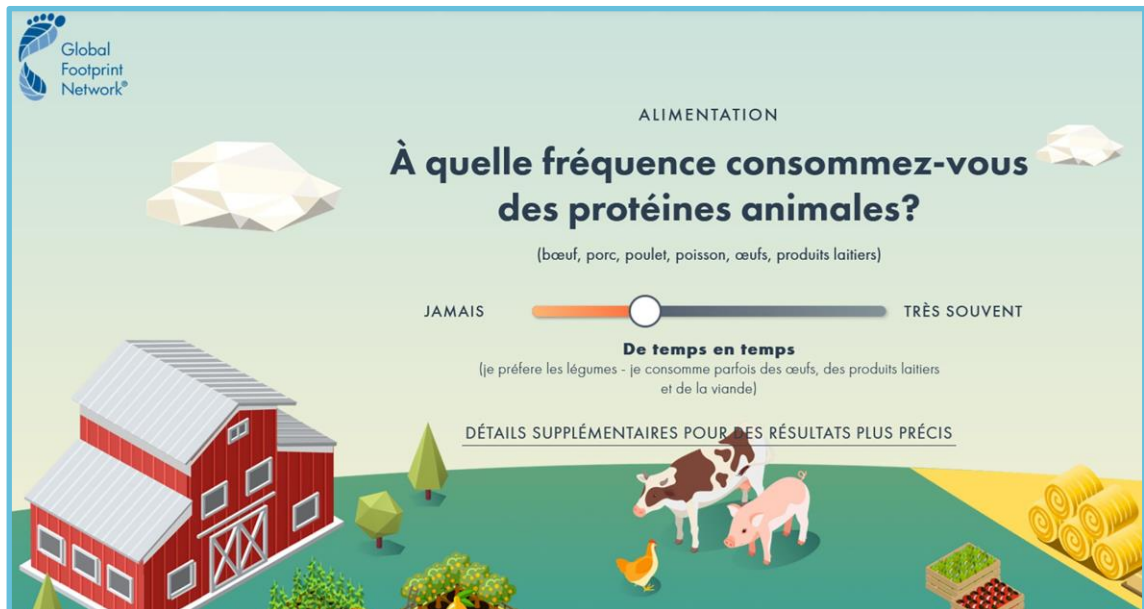 Global
Footprint
Network®
ALIMENTATION
À quelle fréquence consommez-vous
des protéines animales?
(bœuf, porc, poulet, poisson, œufs, produits laitiers)
JAMAIS
TRÈS SOUVENT
De temps en temps
(je préfere les légumes - je consomme parfois des œufs, des produits laitiers
et de la viande)
DÉTAILS SUPPLÉMENTAIRES POUR DES RÉSULTATS PLUS PRÉCIS